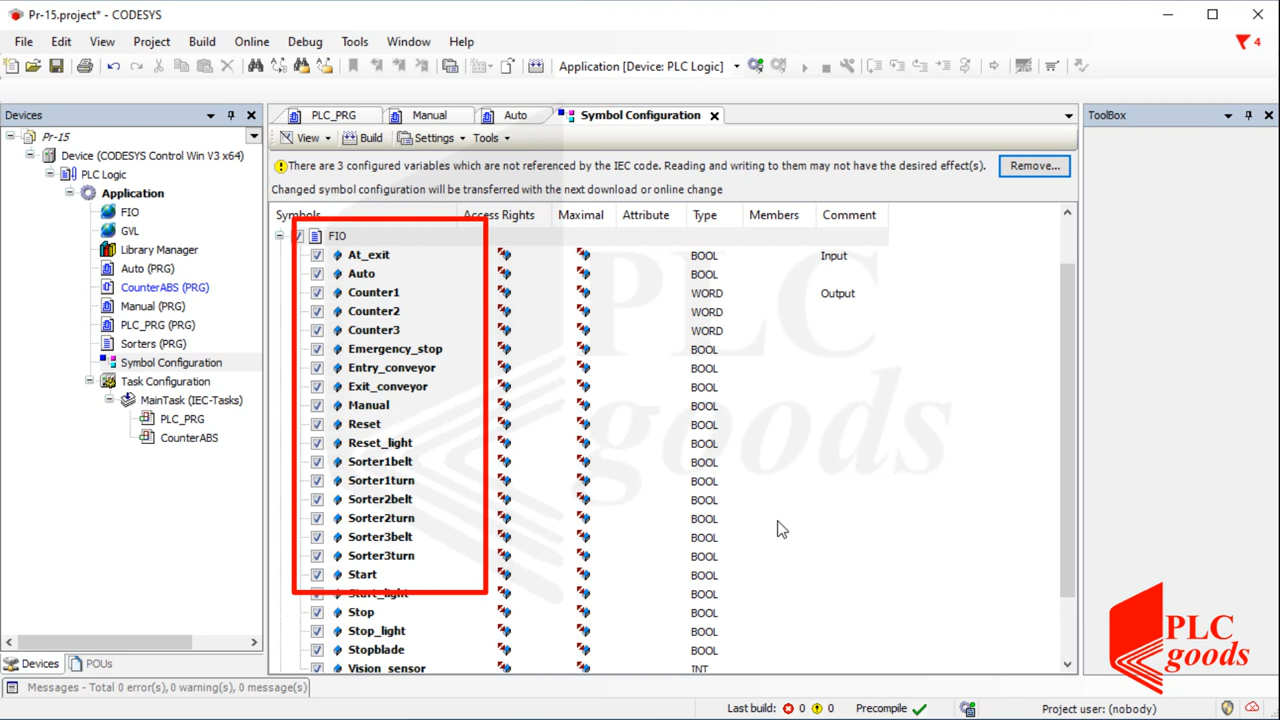 Pr-15.project* - CODESYS
File Edit View Project Build Online Debug Tools Window Help
4
Application [Device: PLC Logic]
Devices
Pr-15
Device (CODESYS Control Win V3 x64)
PLC Logic
Application
FIO
GVL
Library Manager
Auto (PRG)
CounterABS (PRG)
Manual (PRG)
PLC_PRG (PRG)
Sorters (PRG)
Symbol Configuration
Task Configuration
MainTask (IEC-Tasks)
PLC_PRG
CounterABS
Devices POUs
PLC_PRG Manual Auto Symbol Configuration
View Build Settings Tools
There are 3 configured variables which are not referenced by the IEC code. Reading and writing to them may not have the desired effect(s). Remove...
Changed symbol configuration will be transferred with the next download or online change
Symbols Access Rights Maximal Attribute Type Members Comment
FIO
At_exit BOOL Input
Auto BOOL
Counter1 WORD Output
Counter2 WORD
Counter3 WORD
Emergency_stop BOOL
Entry_conveyor BOOL
Exit_conveyor BOOL
Manual BOOL
Reset BOOL
Reset_light BOOL
Sorter1belt BOOL
Sorter1turn BOOL
Sorter2belt BOOL
Sorter2turn BOOL
Sorter3belt BOOL
Sorter3turn BOOL
Start BOOL
Start_light BOOL
Stop BOOL
Stop_light BOOL
Stopblade BOOL
Vision_sensor INT
ToolBox
PLC
goods
PLC
goods
Messages - Total 0 error(s), 0 warning(s), 0 message(s)
Last build: 0 0 Precompile Project user: (nobody)